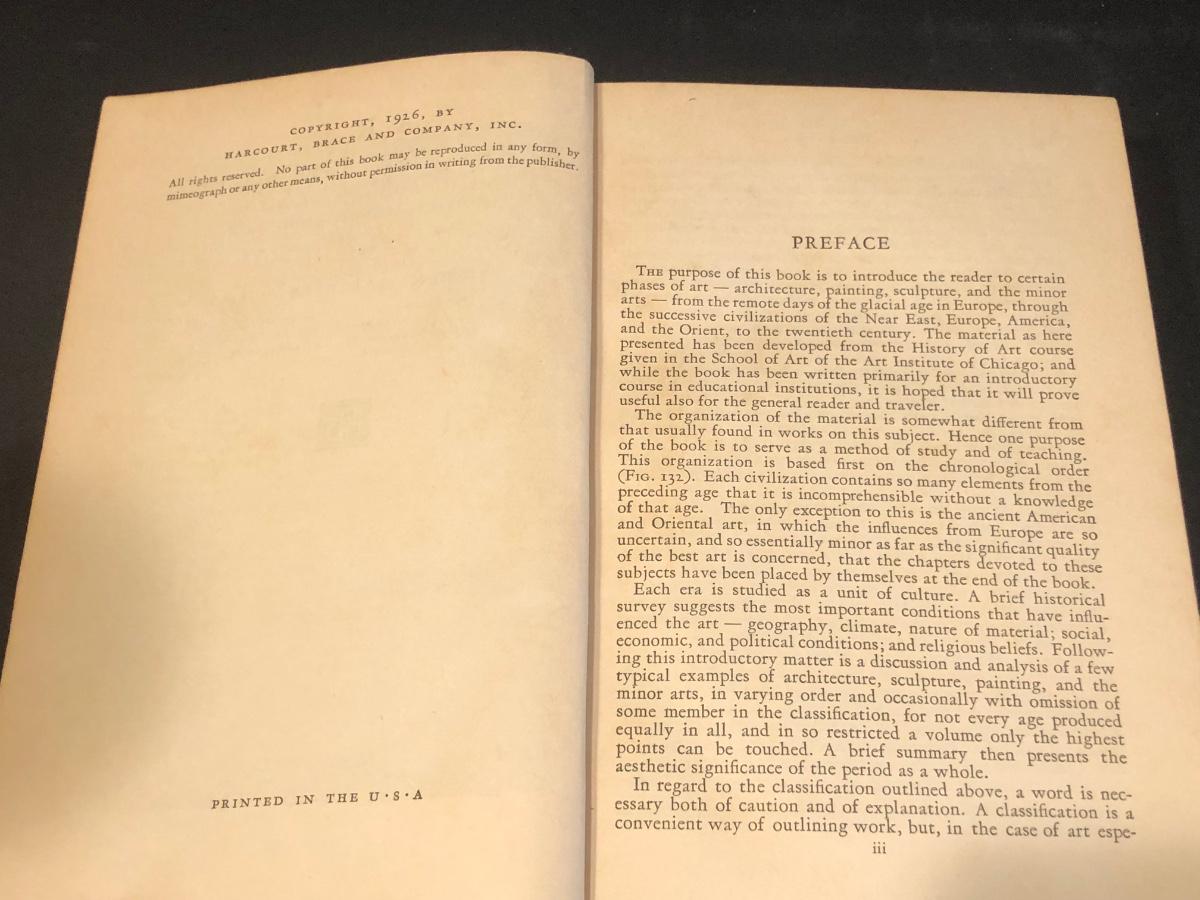 COPYRIGHT, 1926, BY
HARCOURT, BRACE AND COMPANY, INC.
All rights reserved. No part of this book may be reproduced in any form, by
mimeograph or any other means, without permission in writing from the publisher.
PRINTED IN THE U·S·A
PREFACE
THE purpose of this book is to introduce the reader to certain
phases of art — architecture, painting, sculpture, and the minor
arts — from the remote days of the glacial age in Europe, through
the successive civilizations of the Near East, Europe, America,
and the Orient, to the twentieth century. The material as here
presented has been developed from the History of Art course
given in the School of Art of the Art Institute of Chicago; and
while the book has been written primarily for an introductory
course in educational institutions, it is hoped that it will prove
useful also for the general reader and traveler.
The organization of the material is somewhat different from
that usually found in works on this subject. Hence one purpose
of the book is to serve as a method of study and of teaching.
This organization is based first on the chronological order
(FIG. 132). Each civilization contains so many elements from the
preceding age that it is incomprehensible without a knowledge
of that age. The only exception to this is the ancient American
and Oriental art, in which the influences from Europe are so
uncertain, and so essentially minor as far as the significant quality
of the best art is concerned, that the chapters devoted to these
subjects have been placed by themselves at the end of the book.
Each era is studied as a unit of culture. A brief historical
survey suggests the most important conditions that have influ-
enced the art — geography, climate, nature of material; social,
economic, and political conditions; and religious beliefs. Follow-
ing this introductory matter is a discussion and analysis of a few
typical examples of architecture, sculpture, painting, and the
minor arts, in varying order and occasionally with omission of
some member in the classification, for not every age produced
equally in all, and in so restricted a volume only the highest
points can be touched. A brief summary then presents the
aesthetic significance of the period as a whole.
In regard to the classification outlined above, a word is nec-
essary both of caution and of explanation. A classification is a
convenient way of outlining work, but, in the case of art espe-
iii